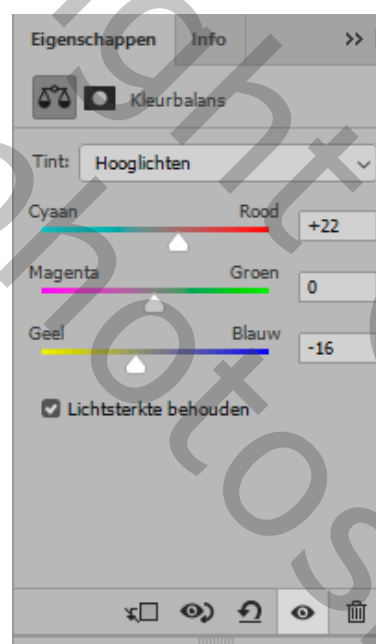 Eigenschappen Info
Kleurbalans
Tint: Hooglichten
Cyaan Rood +22
Magenta Groen 0
Geel Blauw -16
Lichtsterkte behouden